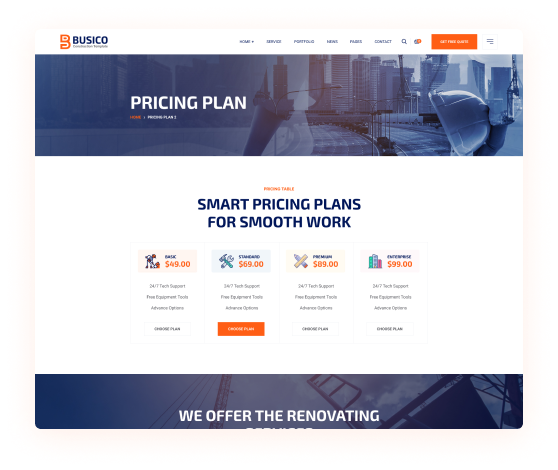 BUSICO
Construction Template
HOME
SERVICE
PORTFOLIO
NEWS
PAGES
CONTACT
GET FREE QUOTE
PRICING PLAN
HOME
PRICING PLAN 2
PRICING TABLE
SMART PRICING PLANS
FOR SMOOTH WORK
BASIC
$49.00
24/7 Tech Support
Free Equipment Tools
Advance Options
CHOOSE PLAN
STANDARD
$69.00
24/7 Tech Support
Free Equipment Tools
Advance Options
CHOOSE PLAN
PREMIUM
$89.00
24/7 Tech Support
Free Equipment Tools
Advance Options
CHOOSE PLAN
ENTERPRISE
$99.00
24/7 Tech Support
Free Equipment Tools
Advance Options
CHOOSE PLAN
WE OFFER THE RENOVATING